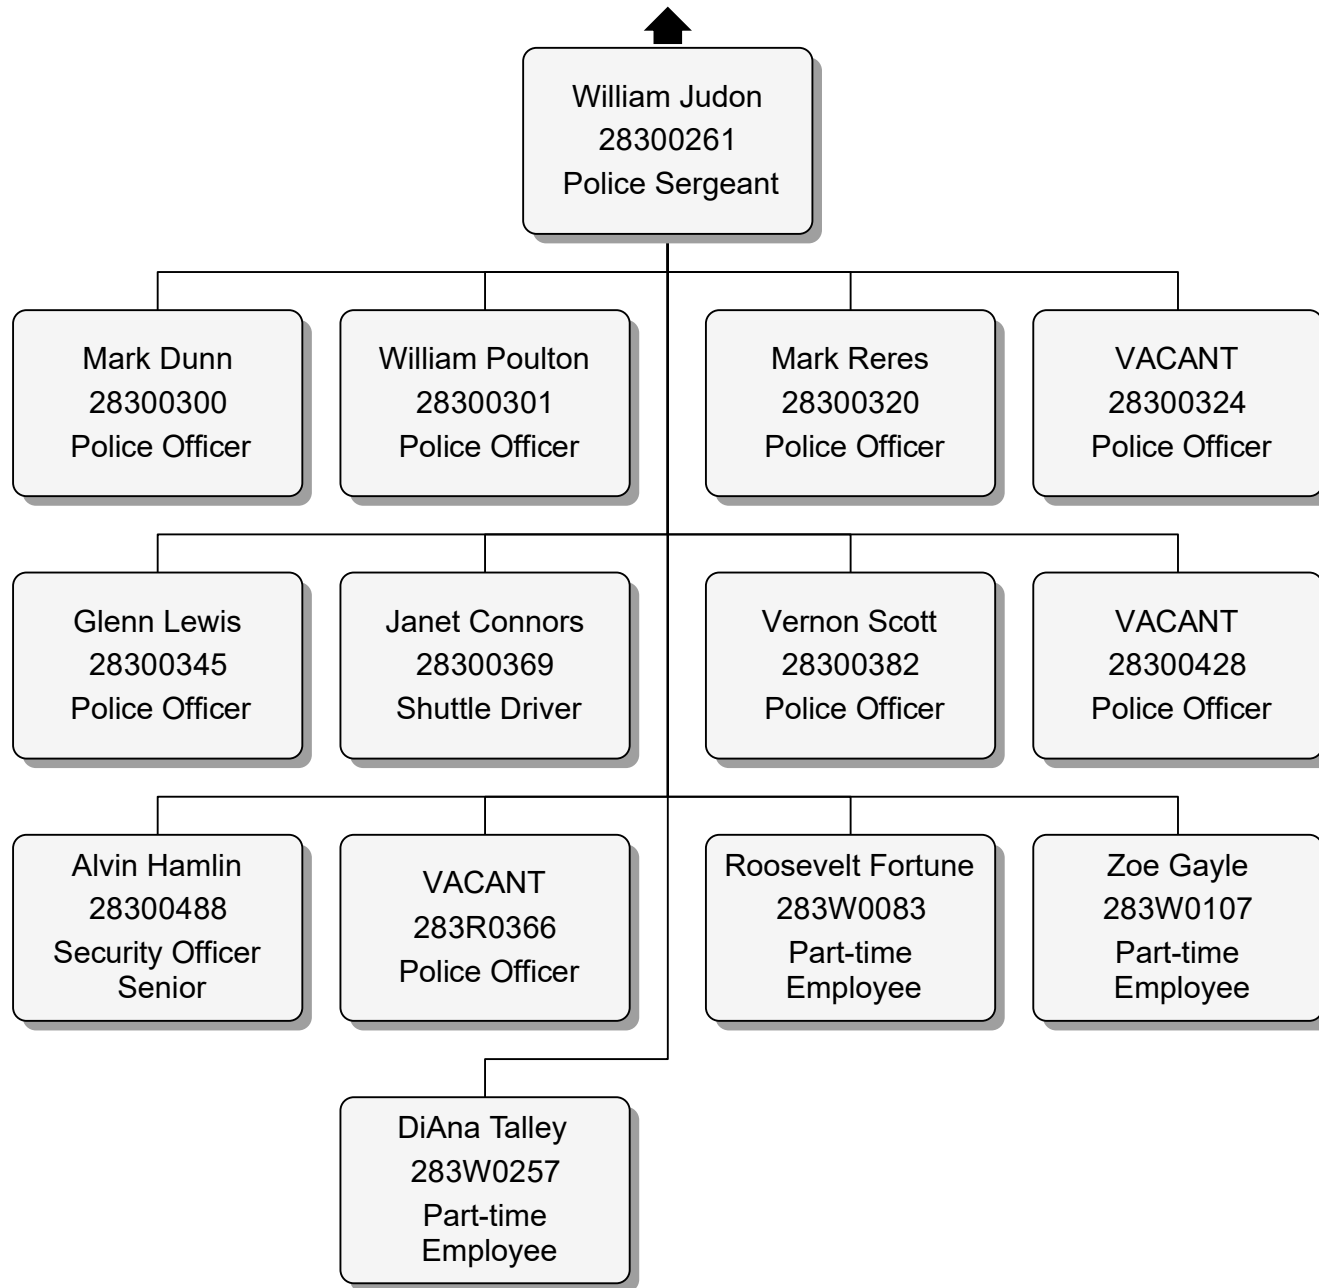 William Judon
28300261
Police Sergeant
Mark Dunn
28300300
Police Officer
William Poulton
28300301
Police Officer
Mark Reres
28300320
Police Officer
VACANT
28300324
Police Officer
Glenn Lewis
28300345
Police Officer
Janet Connors
28300369
Shuttle Driver
Vernon Scott
28300382
Police Officer
VACANT
28300428
Police Officer
Alvin Hamlin
28300488
Security Officer
Senior
VACANT
283R0366
Police Officer
Roosevelt Fortune
283W0083
Part-time
Employee
Zoe Gayle
283W0107
Part-time
Employee
DiAna Talley
283W0257
Part-time
Employee